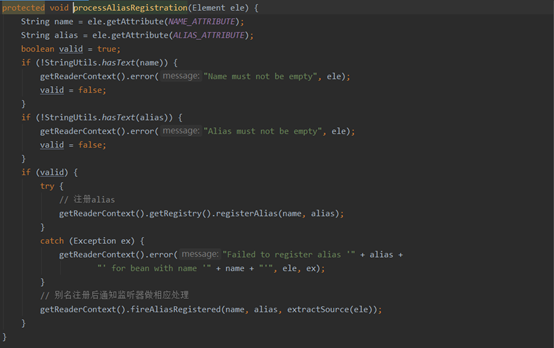 protected void processAliasRegistration(Element ele) {
String name = ele.getAttribute(NAME_ATTRIBUTE);
String alias = ele.getAttribute(ALIAS_ATTRIBUTE);
boolean valid = true;
if (!StringUtils.hasText(name)) {
getReaderContext().error( message: "Name must not be empty", ele);
valid = false;
}
if (!StringUtils.hasText(alias)) {
getReaderContext().error( message: "Alias must not be empty", ele);
valid = false;
}
if (valid) {
try {
// 注册alias
getReaderContext().getRegistry().registerAlias(name, alias);
}
catch (Exception ex) {
getReaderContext().error( message: "Failed to register alias '" + alias +
"' for bean with name '" + name + "'", ele, ex);
}
// 别名注册后通知监听器做相应处理
getReaderContext().fireAliasRegistered(name, alias, extractSource(ele));
}
}